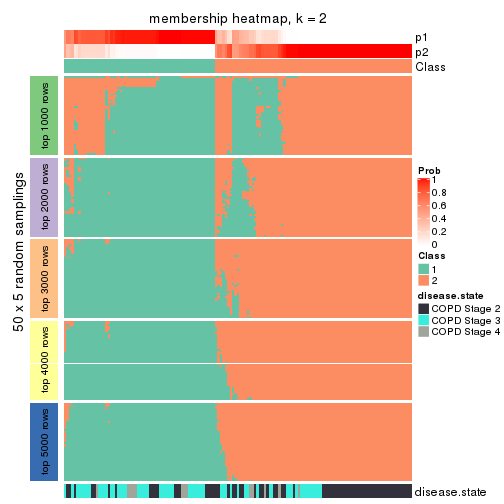 membership heatmap, k = 2
p1
p2
Class
50 x 5 random samplings
top 1000 rows
top 2000 rows
top 3000 rows
top 4000 rows
top 5000 rows
disease.state
Prob
1
0.8
0.6
0.4
0.2
0
Class
1
2
disease.state
COPD Stage 2
COPD Stage 3
COPD Stage 4